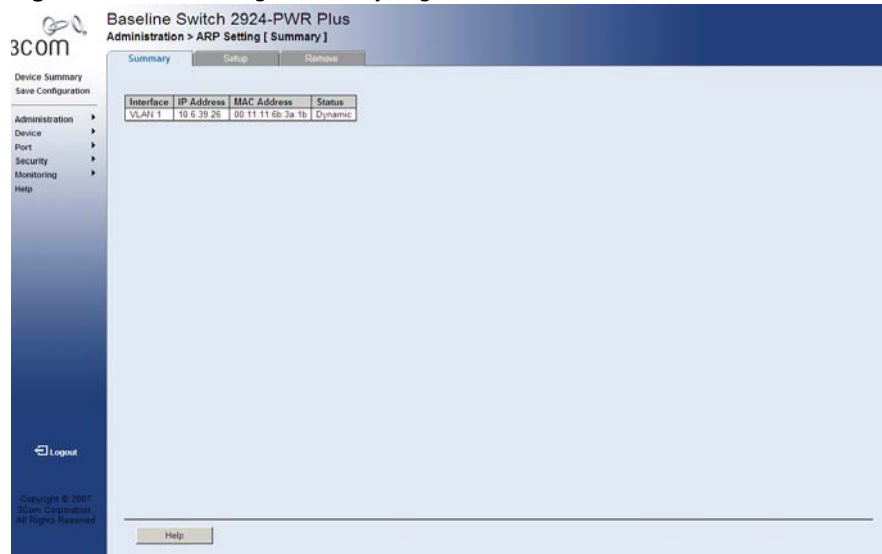 3COM
Baseline Switch 2924-PWR Plus
Administration > ARP Setting [ Summary ]
Summary Setup Remove
Device Summary
Save Configuration
Administration
Device
Port
Security
Monitoring
Help
Interface IP Address MAC Address Status
VLAN 1 10.6.39.26 00:11:11:6b:3a:1b Dynamic
Logout
Copyright © 2007
3Com Corporation
All Rights Reserved
Help